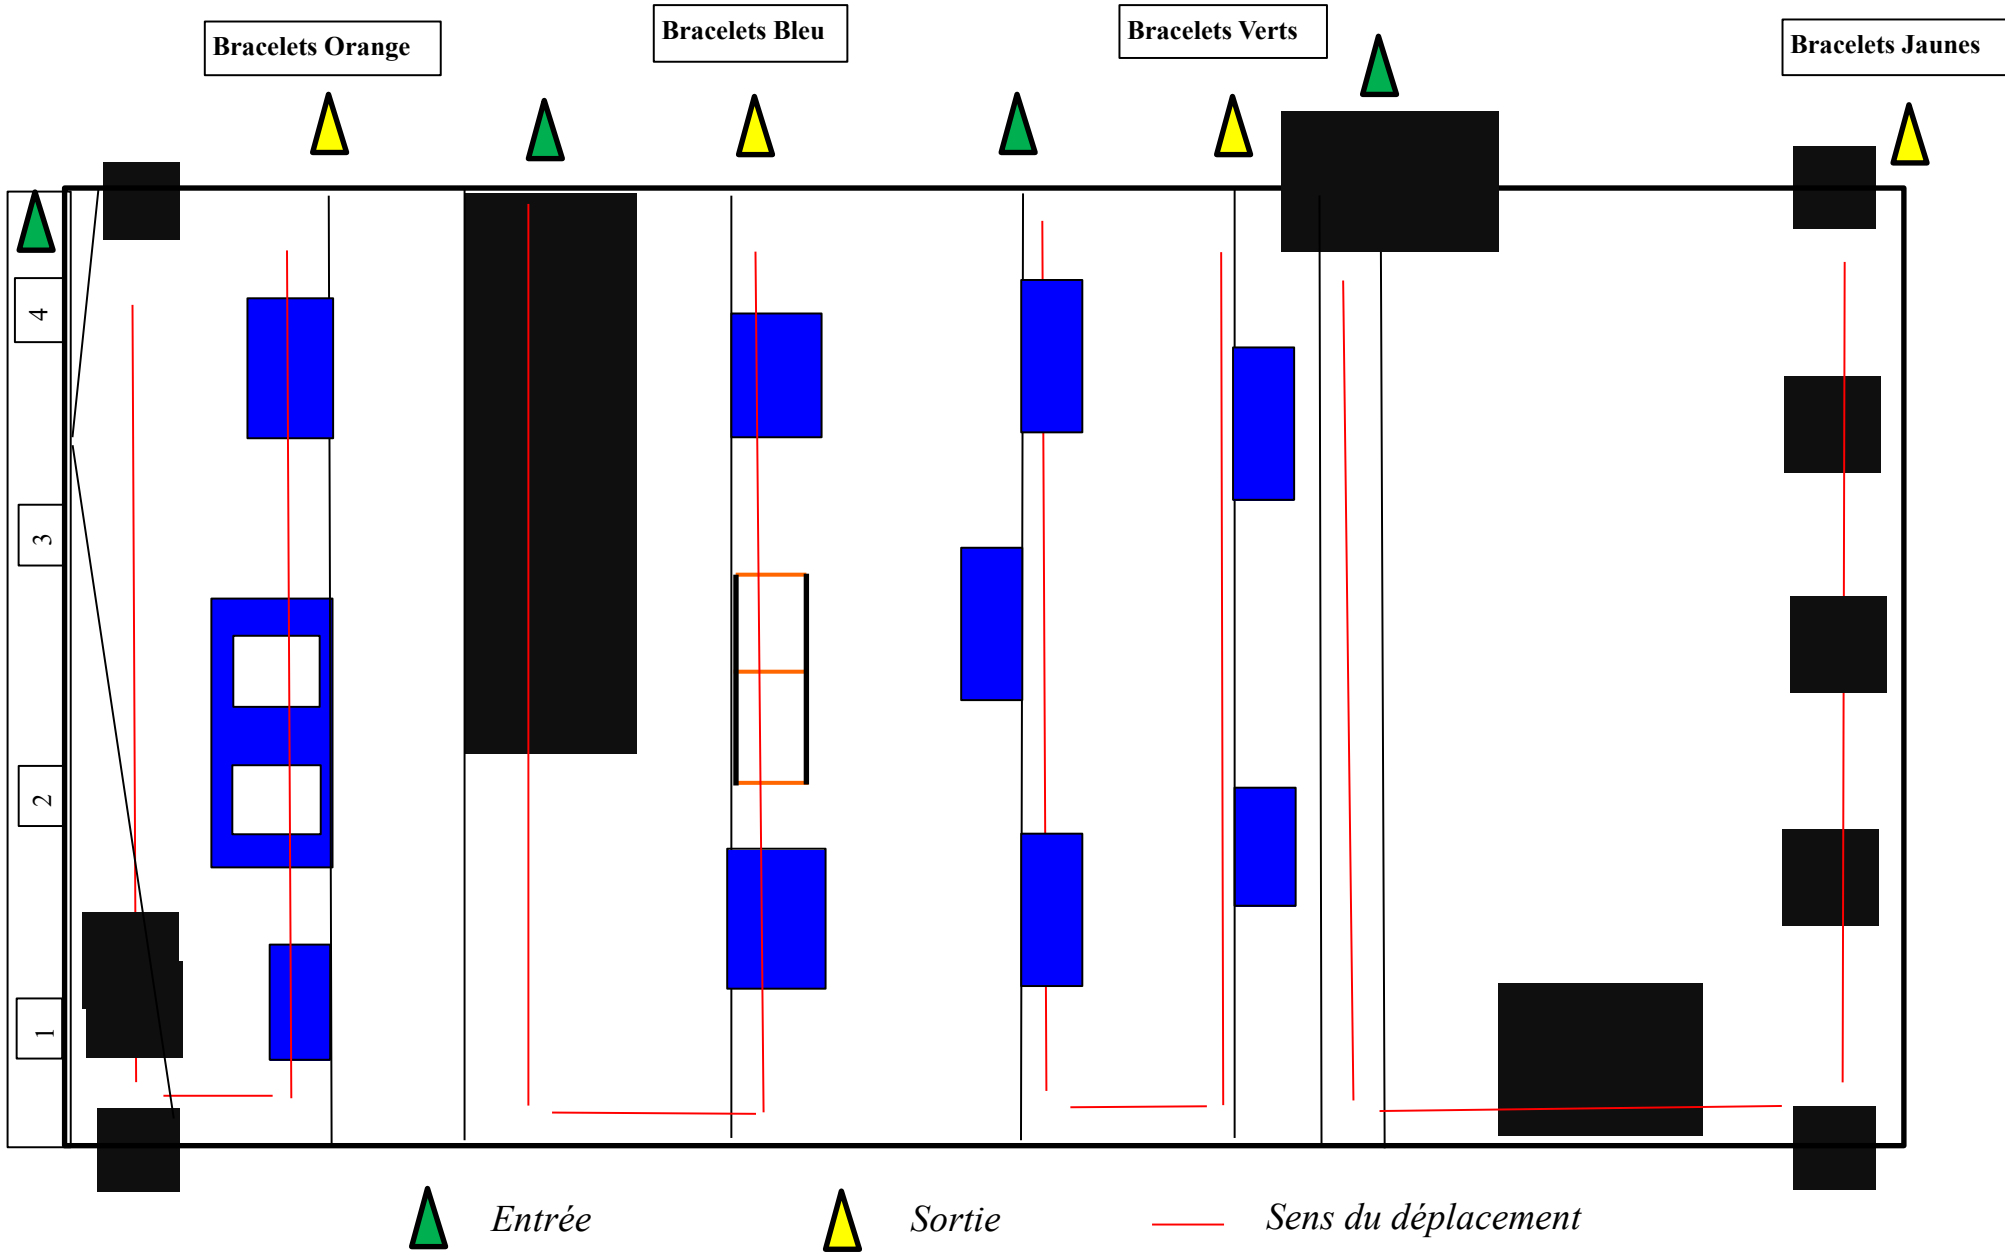 Bracelets Orange
Bracelets Bleu
Bracelets Verts
Bracelets Jaunes
4
3
2
1
Entrée
Sortie
Sens du déplacement